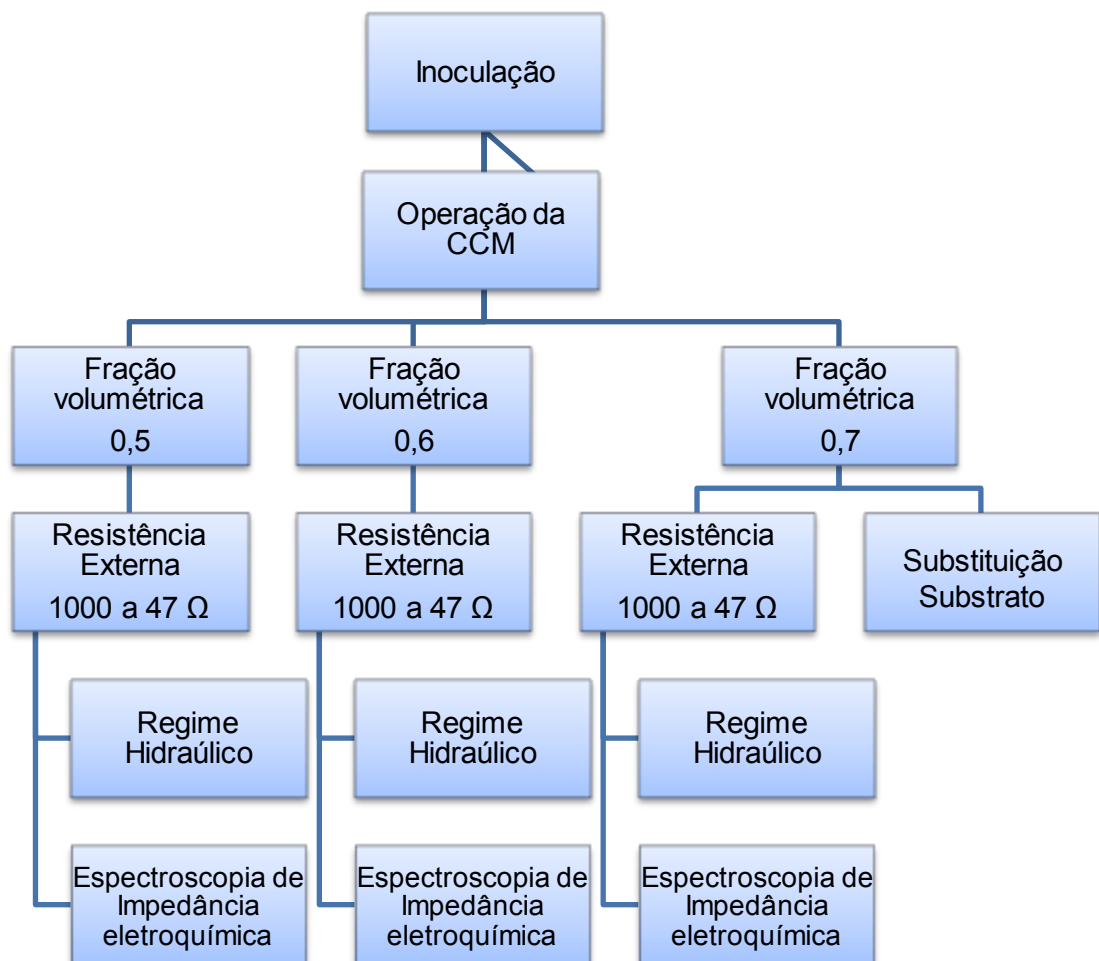 Inoculação
Operação da
CCM
Fração
volumétrica
0,5
Fração
volumétrica
0,6
Fração
volumétrica
0,7
Resistência
Externa
1000 a 47 Ω
Resistência
Externa
1000 a 47 Ω
Resistência
Externa
1000 a 47 Ω
Substituição
Substrato
Regime
Hidraúlico
Regime
Hidraúlico
Regime
Hidraúlico
Espectroscopia de
Impedância
eletroquímica
Espectroscopia de
Impedância
eletroquímica
Espectroscopia de
Impedância
eletroquímica